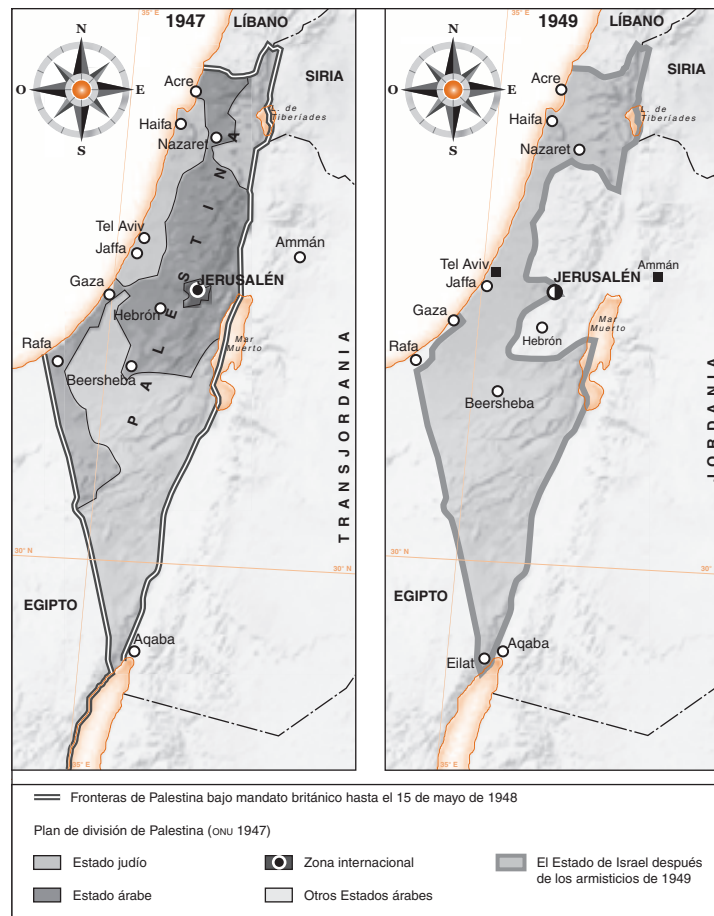 1947
35° E
LÍBANO
SIRIA
N
O
E
S
Acre
L. de
Tiberíades
Haifa
Nazaret
Tel Aviv
Jaffa
Ammán
Gaza
JERUSALÉN
Hebrón
Rafa
Mar
Muerto
Beersheba
PALESTINA
TRANSJORDANIA
30° N
30° N
EGIPTO
Aqaba
35° E
1949
35° E
LÍBANO
SIRIA
N
O
E
S
Acre
L. de
Tiberíades
Haifa
Nazaret
Tel Aviv
Jaffa
JERUSALÉN
Ammán
Gaza
Mar
Muerto
Hebrón
Rafa
Beersheba
JORDANIA
30° N
30° N
EGIPTO
Aqaba
Eilat
35° E
Fronteras de Palestina bajo mandato británico hasta el 15 de mayo de 1948
Plan de división de Palestina (ONU 1947)
Estado judío
Zona internacional
El Estado de Israel después
de los armisticios de 1949
Estado árabe
Otros Estados árabes